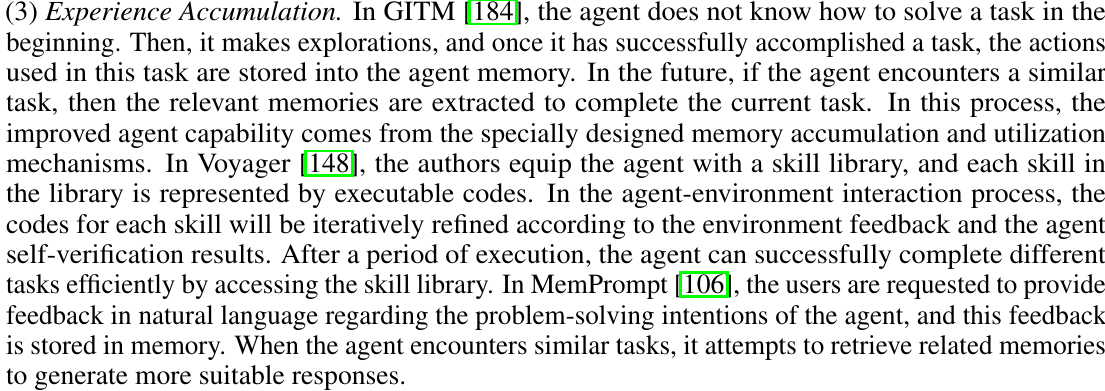 (3) Experience Accumulation. In GITM [184], the agent does not know how to solve a task in the
beginning. Then, it makes explorations, and once it has successfully accomplished a task, the actions
used in this task are stored into the agent memory. In the future, if the agent encounters a similar
task, then the relevant memories are extracted to complete the current task. In this process, the
improved agent capability comes from the specially designed memory accumulation and utilization
mechanisms. In Voyager [148], the authors equip the agent with a skill library, and each skill in
the library is represented by executable codes. In the agent-environment interaction process, the
codes for each skill will be iteratively refined according to the environment feedback and the agent
self-verification results. After a period of execution, the agent can successfully complete different
tasks efficiently by accessing the skill library. In MemPrompt [106], the users are requested to provide
feedback in natural language regarding the problem-solving intentions of the agent, and this feedback
is stored in memory. When the agent encounters similar tasks, it attempts to retrieve related memories
to generate more suitable responses.